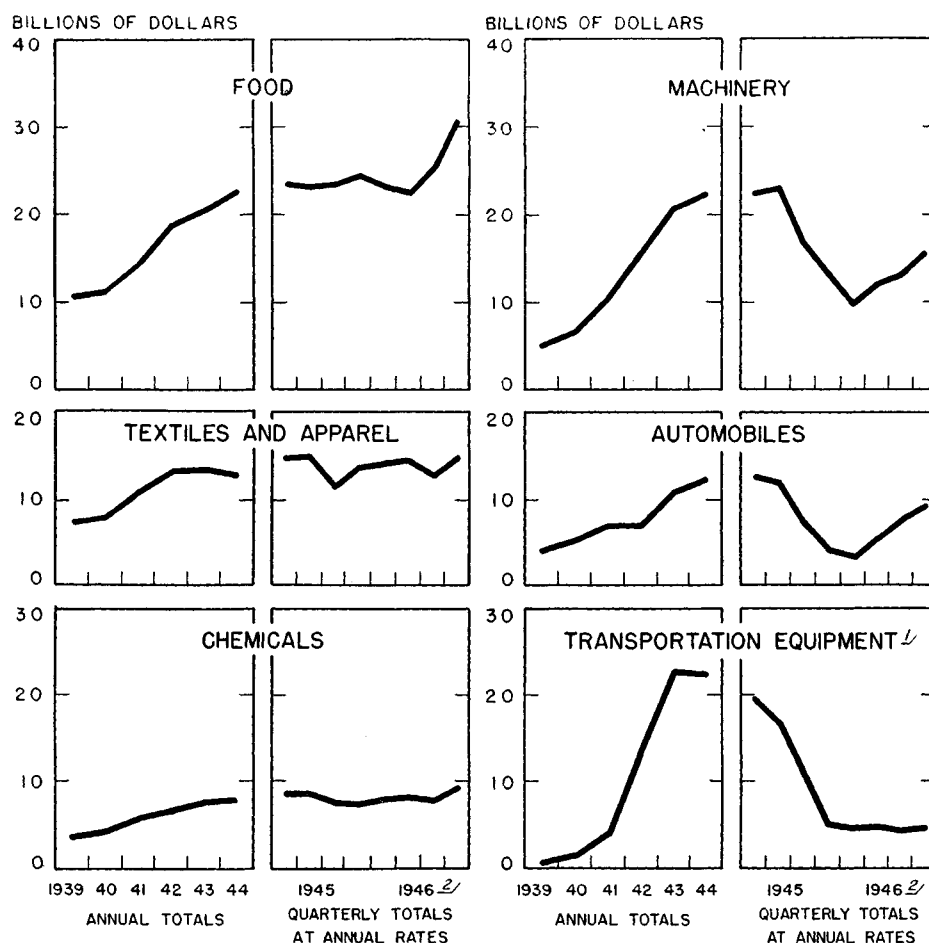 BILLIONS OF DOLLARS
BILLIONS OF DOLLARS
40
FOOD
30
20
10
0
40
MACHINERY
30
20
10
0
20
TEXTILES AND APPAREL
10
0
20
AUTOMOBILES
10
0
30
CHEMICALS
20
10
0
30
TRANSPORTATION EQUIPMENT 1/
20
10
0
1939 40 41 42 43 44
ANNUAL TOTALS
1945 1946 2/
QUARTERLY TOTALS
AT ANNUAL RATES
1939 40 41 42 43 44
ANNUAL TOTALS
1945 1946 2/
QUARTERLY TOTALS
AT ANNUAL RATES